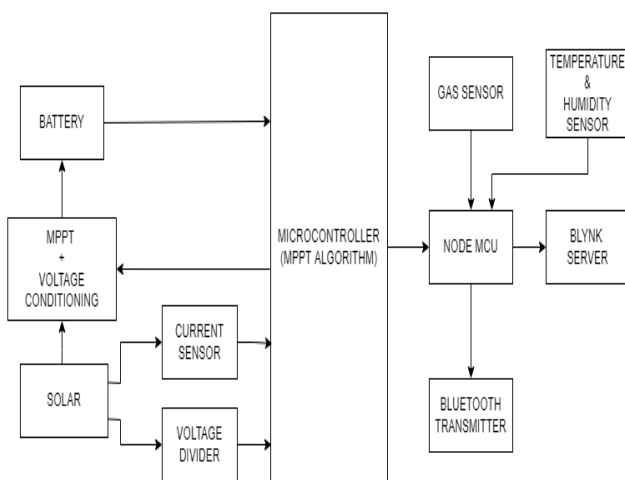 BATTERY
MPPT
+
VOLTAGE
CONDITIONING
SOLAR
CURRENT
SENSOR
VOLTAGE
DIVIDER
MICROCONTROLLER
(MPPT ALGORITHM)
GAS SENSOR
TEMPERATURE
&
HUMIDITY
SENSOR
NODE MCU
BLYNK
SERVER
BLUETOOTH
TRANSMITTER